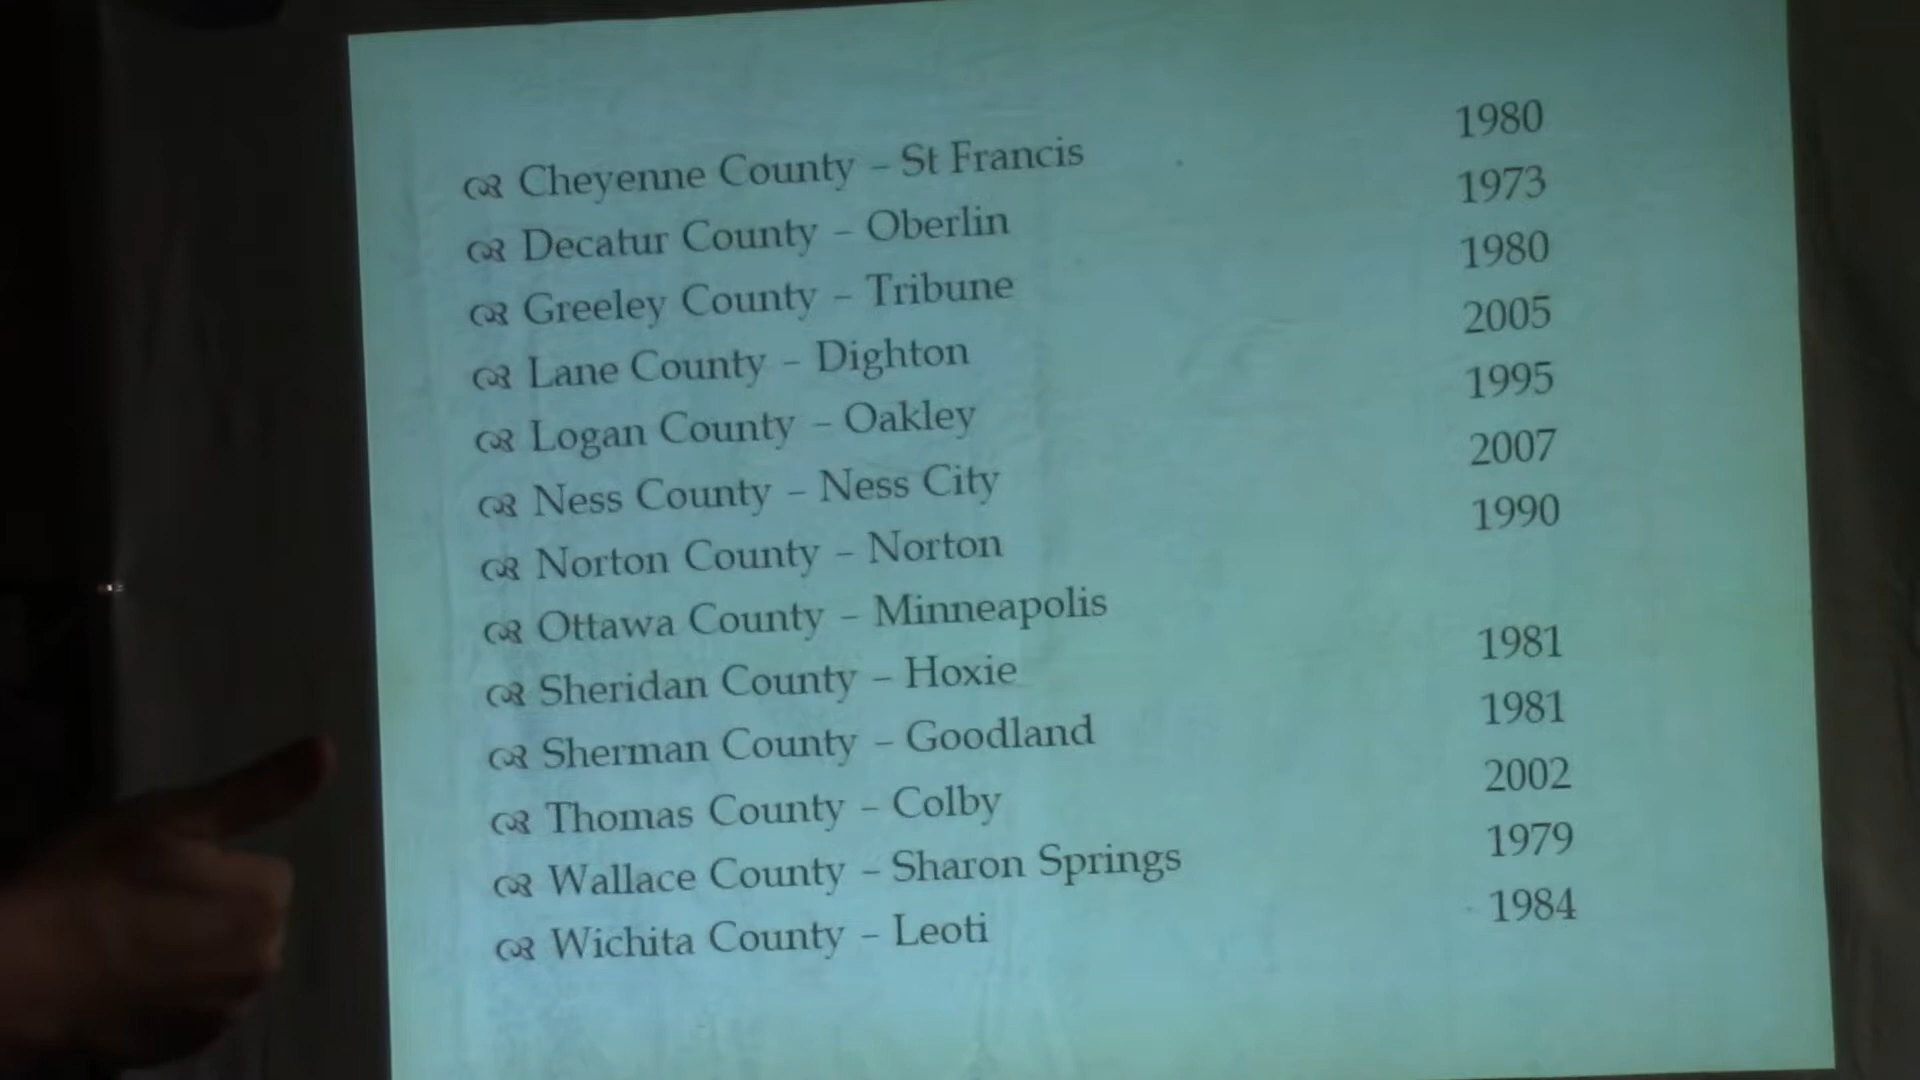 Cheyenne County – St Francis 1980
Decatur County – Oberlin 1973
Greeley County – Tribune 1980
Lane County – Dighton 2005
Logan County – Oakley 1995
Ness County – Ness City 2007
Norton County – Norton 1990
Ottawa County – Minneapolis
Sheridan County – Hoxie 1981
Sherman County – Goodland 1981
Thomas County – Colby 2002
Wallace County – Sharon Springs 1979
Wichita County – Leoti 1984